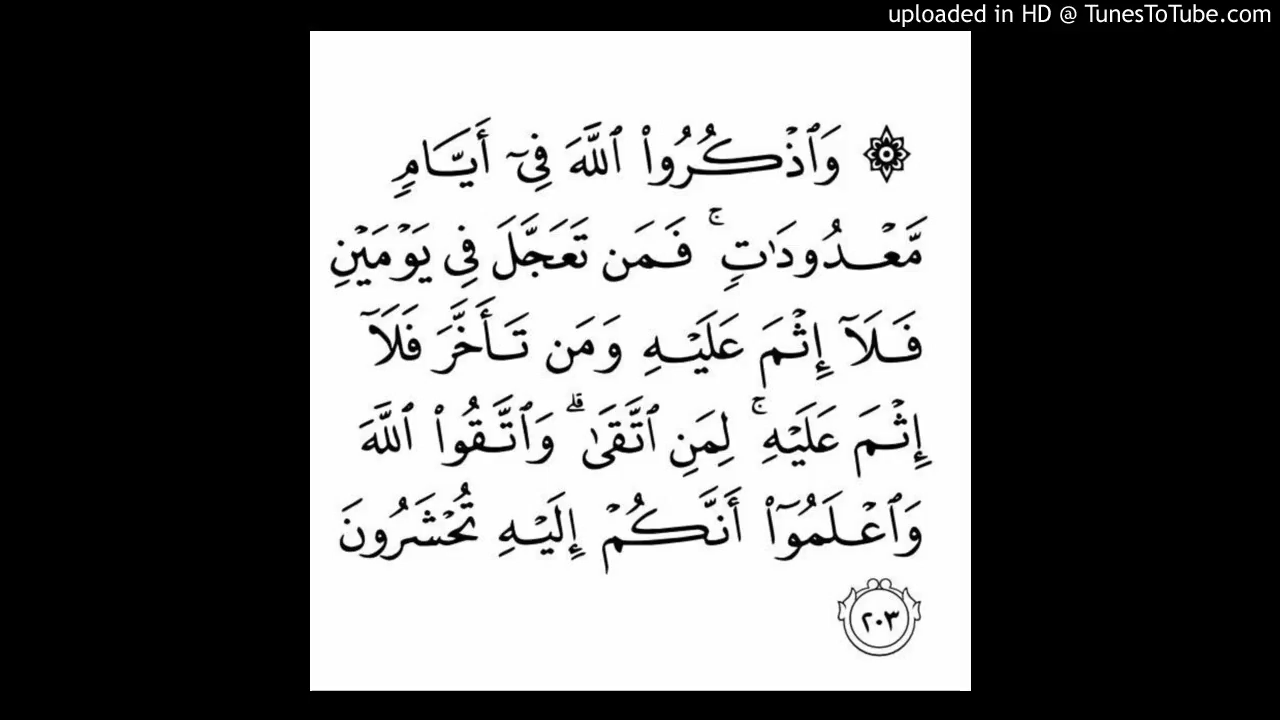 uploaded in HD @ TunesToTube.com
۞ وَٱذۡكُرُواْ ٱللَّهَ فِيٓ أَيَّامٖ
مَّعۡدُودَٰتٖۚ فَمَن تَعَجَّلَ فِي يَوۡمَيۡنِ
فَلَآ إِثۡمَ عَلَيۡهِ وَمَن تَأَخَّرَ فَلَآ
إِثۡمَ عَلَيۡهِۚ لِمَنِ ٱتَّقَىٰۗ وَٱتَّقُواْ ٱللَّهَ
وَٱعۡلَمُوٓاْ أَنَّكُمۡ إِلَيۡهِ تُحۡشَرُونَ
٢٠٣